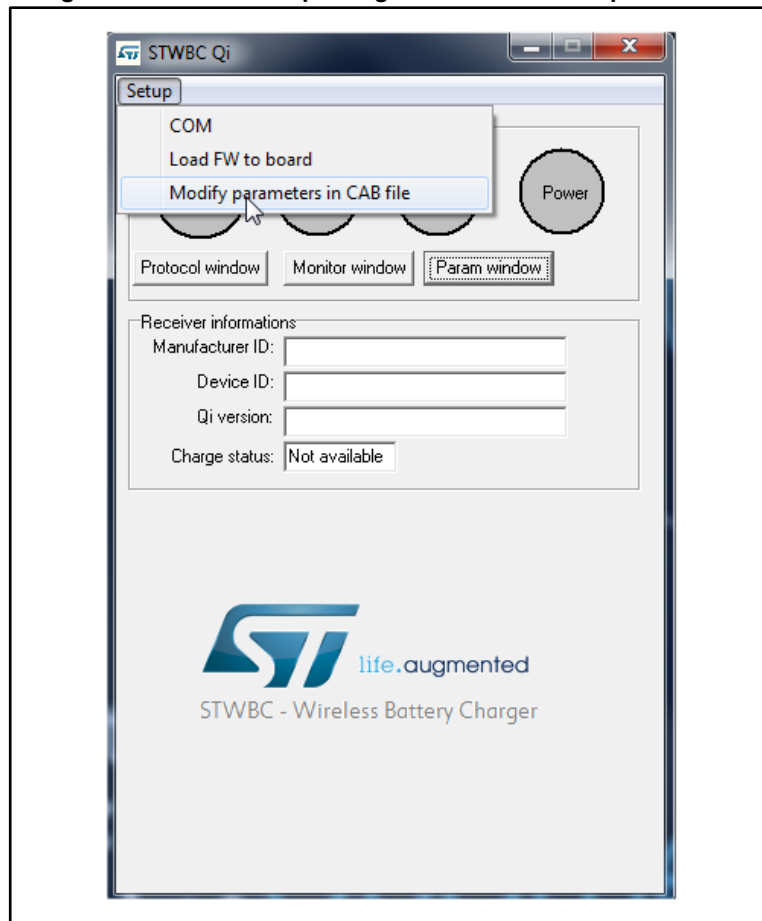 STWBC Qi
Setup
COM
Load FW to board
Modify parameters in CAB file
Power
Protocol window
Monitor window
Param window
Receiver informations
Manufacturer ID:
Device ID:
Qi version:
Charge status:
Not available
ST
life.augmented
STWBC - Wireless Battery Charger